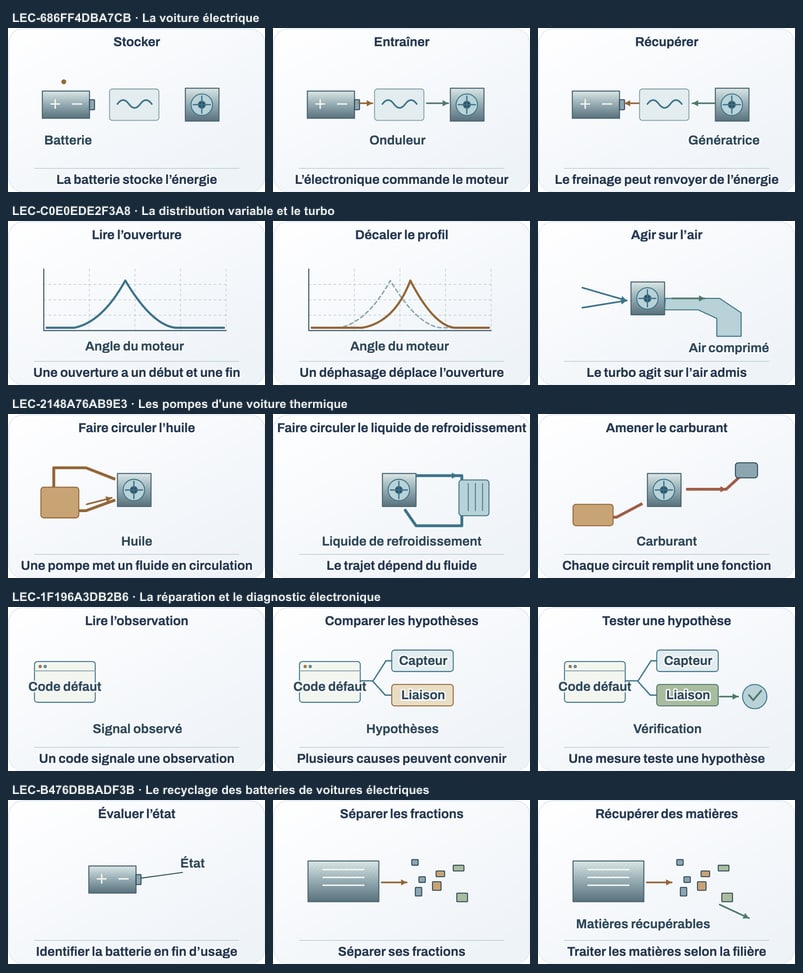 LEC-686FF4DBA7CB · La voiture électrique
Stocker
Entraîner
Récupérer
Batterie
Onduleur
Génératrice
La batterie stocke l’énergie
L’électronique commande le moteur
Le freinage peut renvoyer de l’énergie
LEC-C0E0EDE2F3A8 · La distribution variable et le turbo
Lire l’ouverture
Décaler le profil
Agir sur l’air
Angle du moteur
Angle du moteur
Air comprimé
Une ouverture a un début et une fin
Un déphasage déplace l’ouverture
Le turbo agit sur l’air admis
LEC-2148A76AB9E3 · Les pompes d'une voiture thermique
Faire circuler l’huile
Faire circuler le liquide de refroidissement
Amener le carburant
Huile
Liquide de refroidissement
Carburant
Une pompe met un fluide en circulation
Le trajet dépend du fluide
Chaque circuit remplit une fonction
LEC-1F196A3DB2B6 · La réparation et le diagnostic électronique
Lire l’observation
Comparer les hypothèses
Tester une hypothèse
Code défaut
Code défaut
Capteur
Liaison
Code défaut
Capteur
Liaison
Signal observé
Hypothèses
Vérification
Un code signale une observation
Plusieurs causes peuvent convenir
Une mesure teste une hypothèse
LEC-B476DBBADF3B · Le recyclage des batteries de voitures électriques
Évaluer l’état
Séparer les fractions
Récupérer des matières
État
Matières récupérables
Identifier la batterie en fin d’usage
Séparer ses fractions
Traiter les matières selon la filière